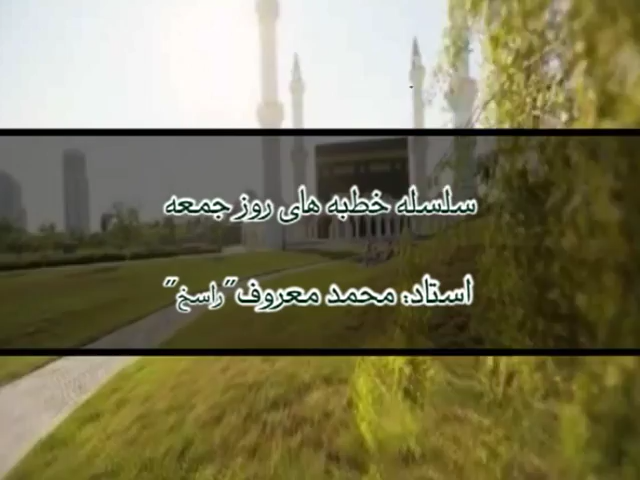 سلسله خطبه های روز جمعه
استاد: محمد معروف "راسخ"